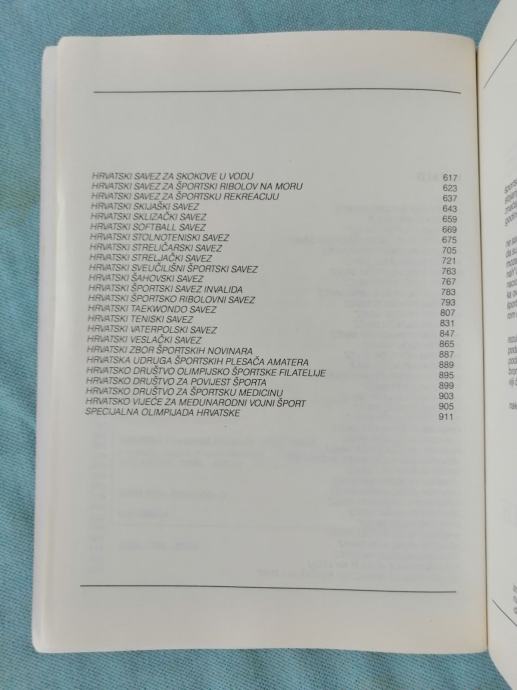 HRVATSKI SAVEZ ZA SKOKOVE U VODU 617
HRVATSKI SAVEZ ZA ŠPORTSKI RIBOLOV NA MORU 623
HRVATSKI SAVEZ ZA ŠPORTSKU REKREACIJU 637
HRVATSKI SKIJAŠKI SAVEZ 643
HRVATSKI SKLIZAČKI SAVEZ 659
HRVATSKI SOFTBALL SAVEZ 669
HRVATSKI STOLNOTENISKI SAVEZ 675
HRVATSKI STRELIČARSKI SAVEZ 705
HRVATSKI STRELJAČKI SAVEZ 721
HRVATSKI SVEUČILIŠNI ŠPORTSKI SAVEZ 763
HRVATSKI ŠAHOVSKI SAVEZ 767
HRVATSKI ŠPORTSKI SAVEZ INVALIDA 783
HRVATSKI ŠPORTSKO RIBOLOVNI SAVEZ 793
HRVATSKI TAEKWONDO SAVEZ 807
HRVATSKI TENISKI SAVEZ 831
HRVATSKI VATERPOLSKI SAVEZ 847
HRVATSKI VESLAČKI SAVEZ 865
HRVATSKI ZBOR ŠPORTSKIH NOVINARA 887
HRVATSKA UDRUGA ŠPORTSKIH PLESAČA AMATERA 889
HRVATSKO DRUŠTVO OLIMPIJSKO ŠPORTSKE FILATELIJE 895
HRVATSKO DRUŠTVO ZA POVIJEST ŠPORTA 899
HRVATSKO DRUŠTVO ZA ŠPORTSKU MEDICINU 903
HRVATSKO VIJEĆE ZA MEĐUNARODNI VOJNI ŠPORT 905
SPECIJALNA OLIMPIJADA HRVATSKE 911